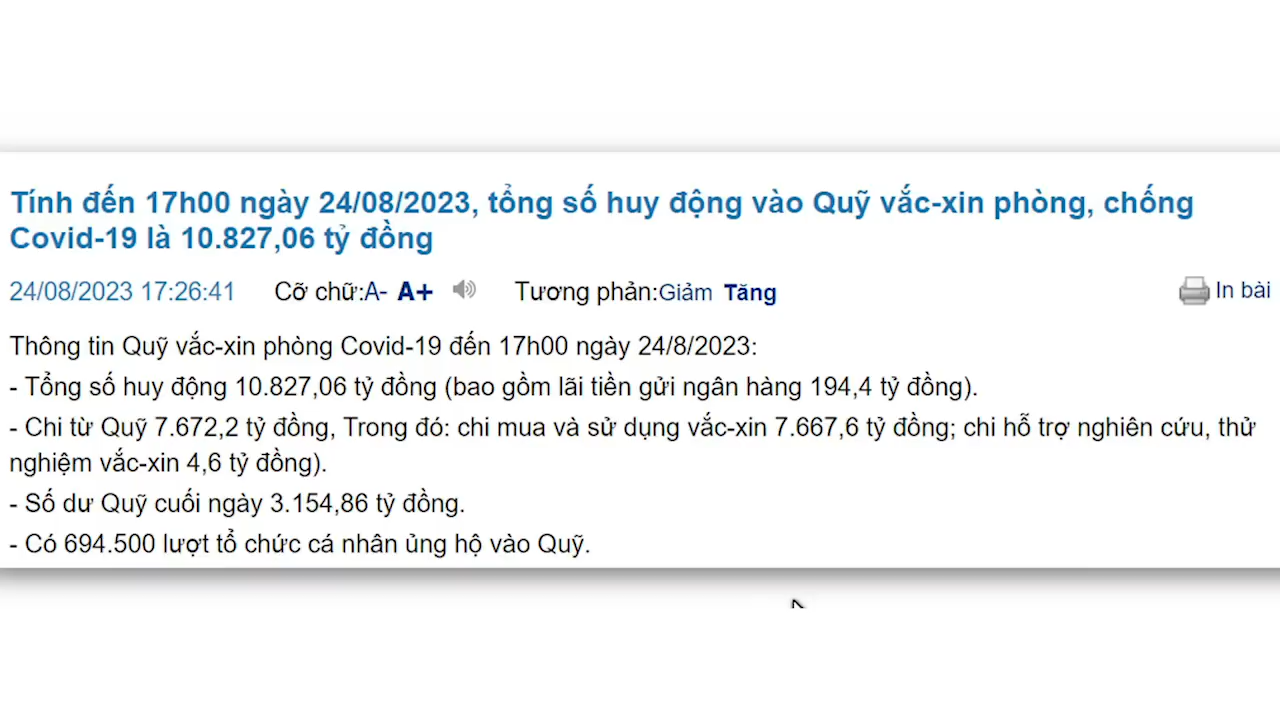 Tính đến 17h00 ngày 24/08/2023, tổng số huy động vào Quỹ vắc-xin phòng, chống
Covid-19 là 10.827,06 tỷ đồng
24/08/2023 17:26:41 Cỡ chữ:A- A+ Tương phản:Giảm Tăng In bài
Thông tin Quỹ vắc-xin phòng Covid-19 đến 17h00 ngày 24/8/2023:
- Tổng số huy động 10.827,06 tỷ đồng (bao gồm lãi tiền gửi ngân hàng 194,4 tỷ đồng).
- Chi từ Quỹ 7.672,2 tỷ đồng, Trong đó: chi mua và sử dụng vắc-xin 7.667,6 tỷ đồng; chi hỗ trợ nghiên cứu, thử
nghiệm vắc-xin 4,6 tỷ đồng).
- Số dư Quỹ cuối ngày 3.154,86 tỷ đồng.
- Có 694.500 lượt tổ chức cá nhân ủng hộ vào Quỹ.